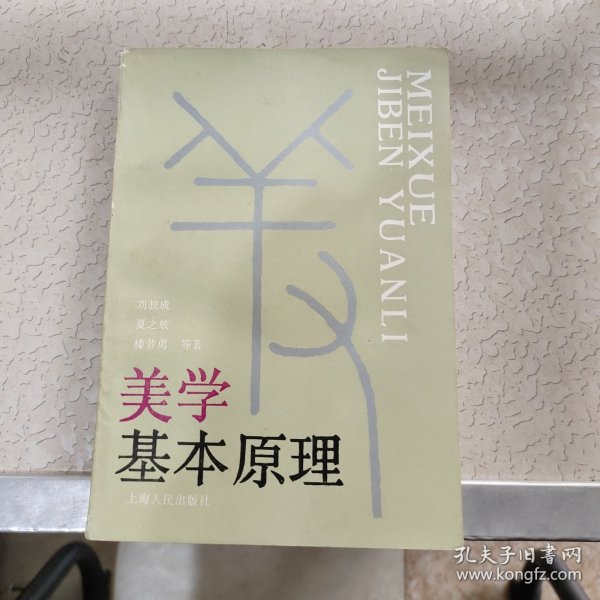 MEIXUE
JIBEN YUANLI
刘叔成
夏之放
楼昔勇 等著
美学
基本原理
上海人民出版社
孔夫子旧书网
www.kongfz.com